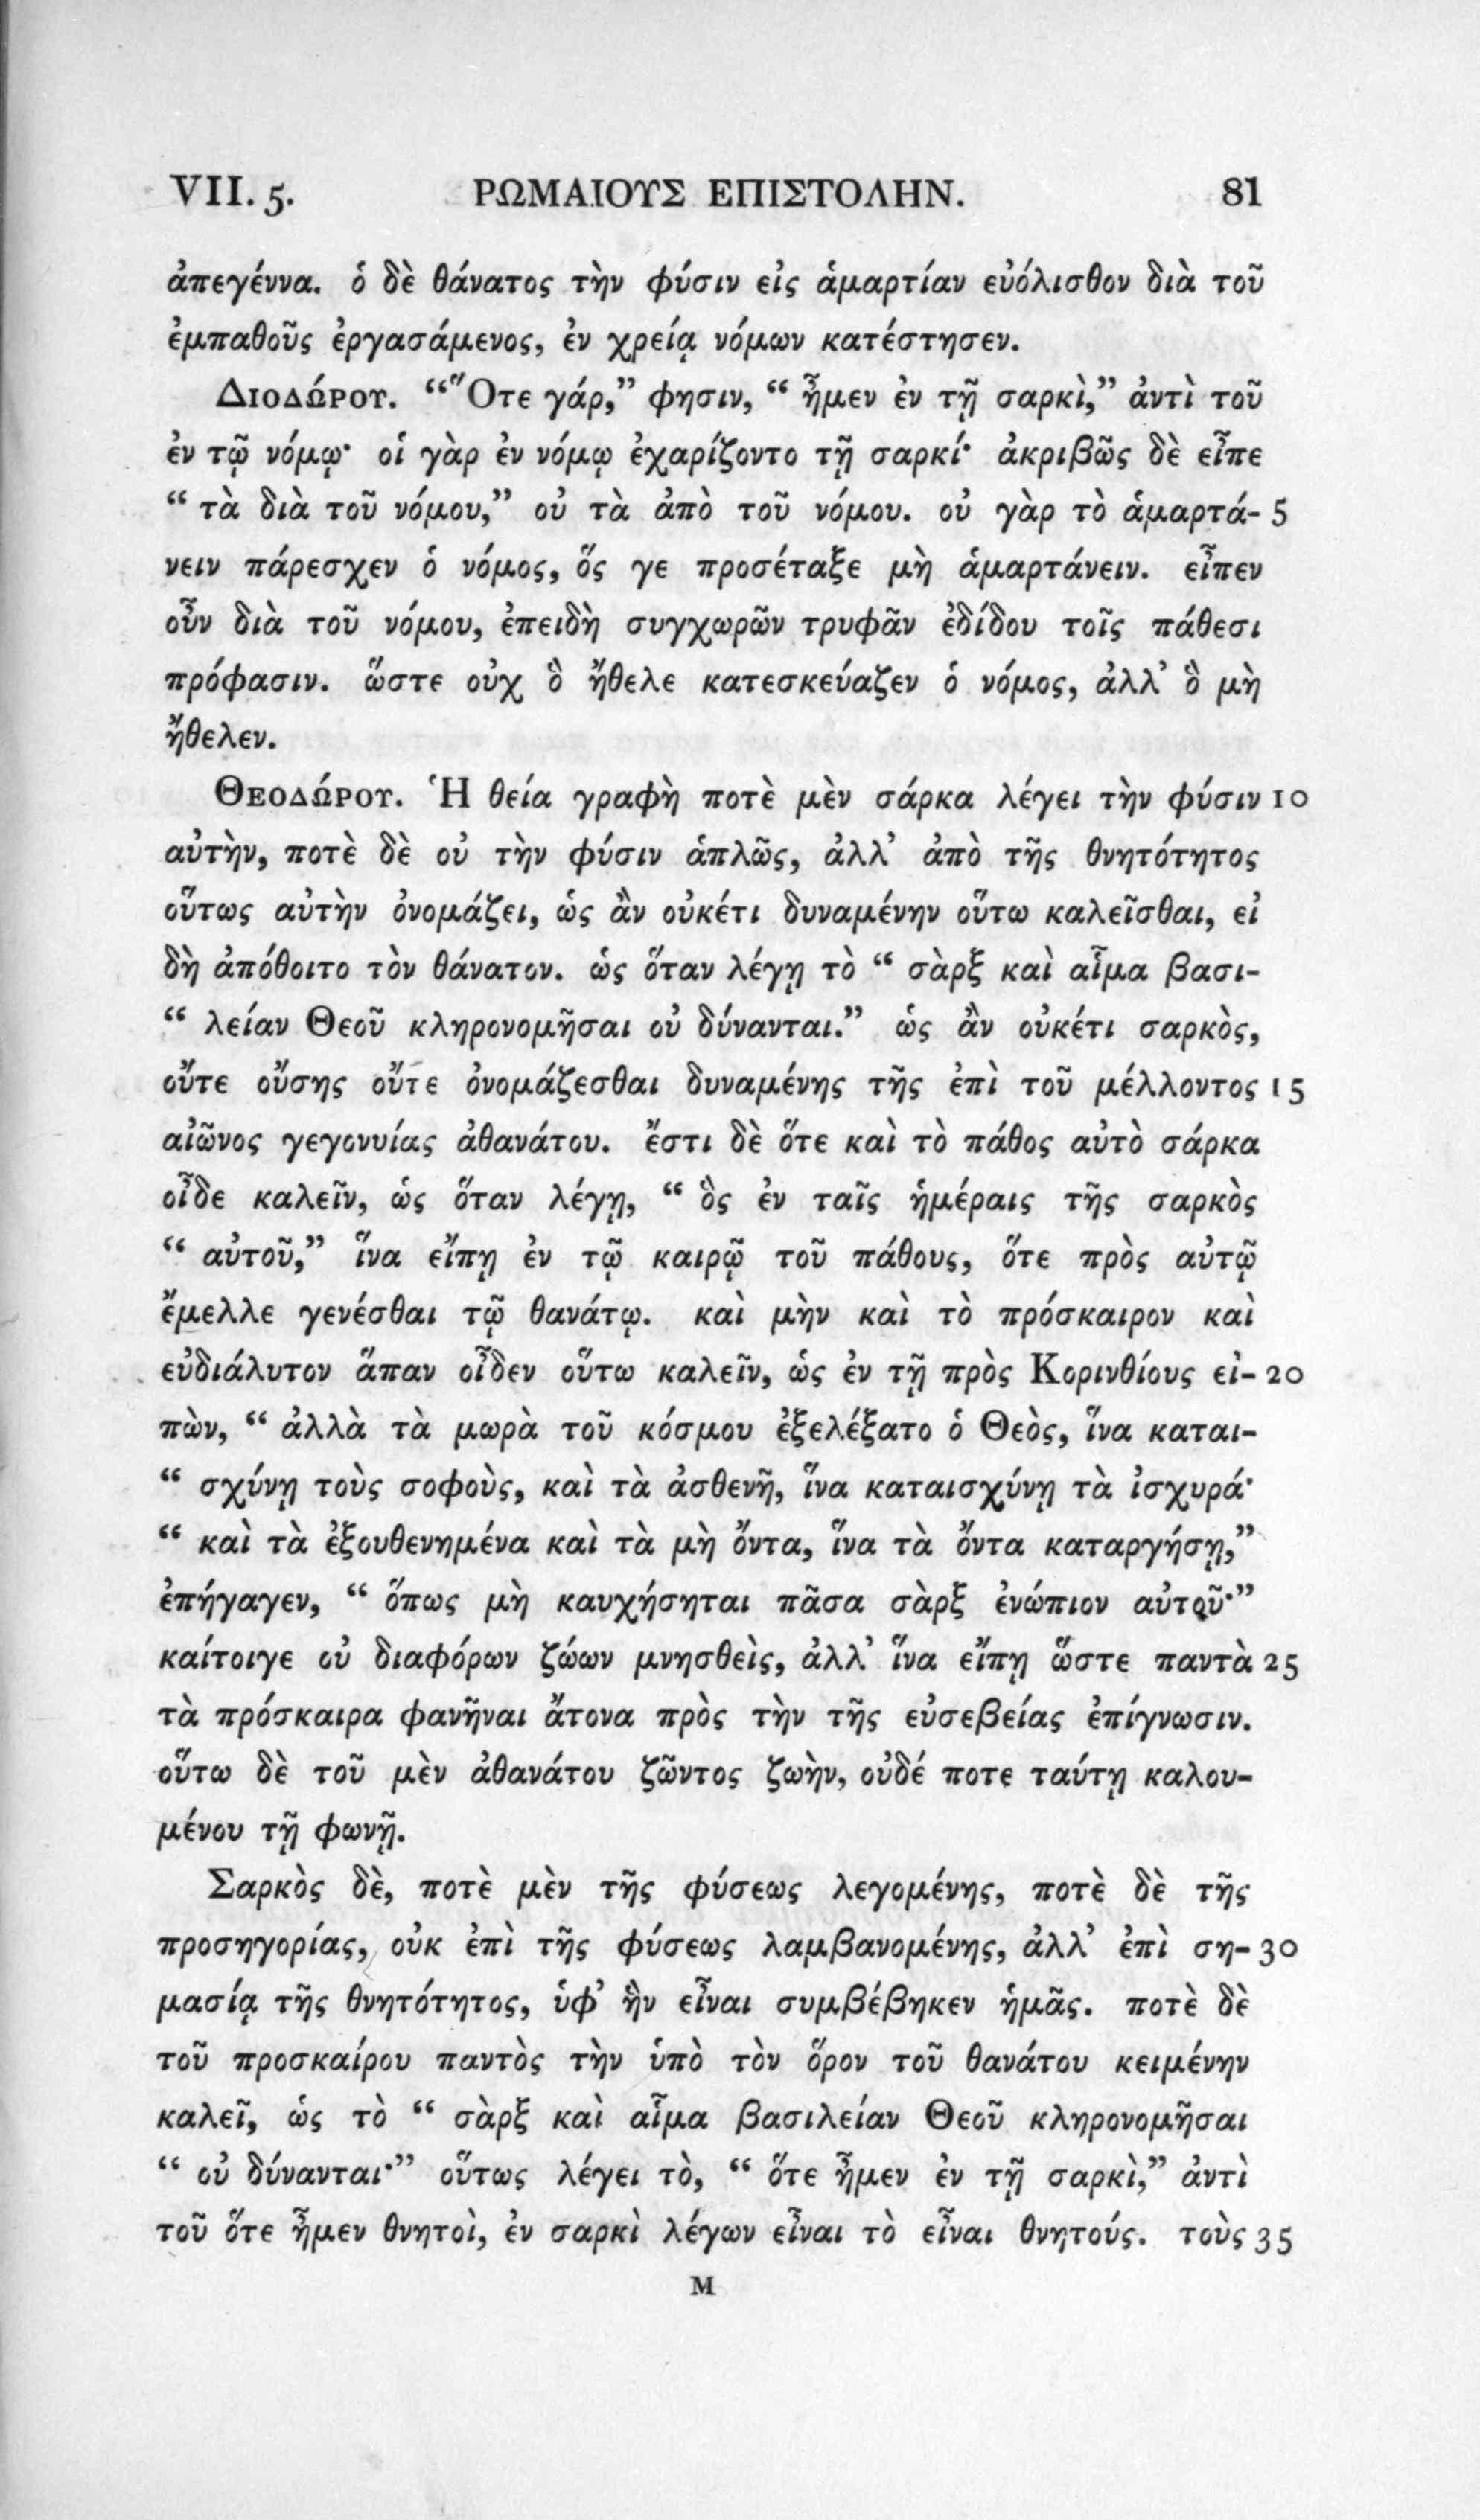 VII. 5. ΡΩΜΑΙΟΥΣ ΕΠΙΣΤΟΛΗΝ. 81
ἀπεγέννα. ὁ δὲ θάνατος τὴν φύσιν εἰς ἁμαρτίαν εὐόλισθον διὰ τοῦ
ἐμπαθοῦς ἐργασάμενος, ἐν χρείᾳ νόμων κατέστησεν.
ΔΙΟΔΏΡΟΥ. “Ὅτε γάρ,” φησιν, “ ἦμεν ἐν τῇ σαρκὶ,” ἀντὶ τοῦ
ἐν τῷ νόμῳ· οἱ γὰρ ἐν νόμῳ ἐχαρίζοντο τῇ σαρκί· ἀκριβῶς δὲ εἶπε
“ τὰ διὰ τοῦ νόμου,” οὐ τὰ ἀπὸ τοῦ νόμου. οὐ γὰρ τὸ ἁμαρτά- 5
νειν πάρεσχεν ὁ νόμος, ὅς γε προσέταξε μὴ ἁμαρτάνειν. εἶπεν
οὖν διὰ τοῦ νόμου, ἐπειδὴ συγχωρῶν τρυφᾶν ἐδίδου τοῖς πάθεσι
πρόφασιν. ὥστε οὐχ ὃ ἤθελε κατεσκεύαζεν ὁ νόμος, ἀλλ’ ὃ μὴ
ἤθελεν.
ΘΕΟΔΏΡΟΥ. Ἡ θεία γραφὴ ποτὲ μὲν σάρκα λέγει τὴν φύσιν 10
αὐτὴν, ποτὲ δὲ οὐ τὴν φύσιν ἁπλῶς, ἀλλ’ ἀπὸ τῆς θνητότητος
οὕτως αὐτὴν ὀνομάζει, ὡς ἂν οὐκέτι δυναμένην οὕτω καλεῖσθαι, εἰ
δὴ ἀπόθοιτο τὸν θάνατον. ὡς ὅταν λέγῃ τὸ “ σὰρξ καὶ αἷμα βασι-
“ λείαν Θεοῦ κληρονομῆσαι οὐ δύνανται.” ὡς ἂν οὐκέτι σαρκὸς,
οὔτε οὔσης οὔτε ὀνομάζεσθαι δυναμένης τῆς ἐπὶ τοῦ μέλλοντος 15
αἰῶνος γεγονυίας ἀθανάτου. ἔστι δὲ ὅτε καὶ τὸ πάθος αὐτὸ σάρκα
οἶδε καλεῖν, ὡς ὅταν λέγῃ, “ ὃς ἐν ταῖς ἡμέραις τῆς σαρκὸς
“ αὐτοῦ,” ἵνα εἴπῃ ἐν τῷ καιρῷ τοῦ πάθους, ὅτε πρὸς αὐτῷ
ἔμελλε γενέσθαι τῷ θανάτῳ. καὶ μὴν καὶ τὸ πρόσκαιρον καὶ
εὐδιάλυτον ἅπαν οἶδεν οὕτω καλεῖν, ὡς ἐν τῇ πρὸς Κορινθίους εἰ- 20
πὼν, “ ἀλλὰ τὰ μωρὰ τοῦ κόσμου ἐξελέξατο ὁ Θεὸς, ἵνα καται-
“ σχύνῃ τοὺς σοφοὺς, καὶ τὰ ἀσθενῆ, ἵνα καταισχύνῃ τὰ ἰσχυρά·
“ καὶ τὰ ἐξουθενημένα καὶ τὰ μὴ ὄντα, ἵνα τὰ ὄντα καταργήσῃ,”
ἐπήγαγεν, “ ὅπως μὴ καυχήσηται πᾶσα σὰρξ ἐνώπιον αὐτοῦ·”
καίτοιγε οὐ διαφόρων ζώων μνησθεὶς, ἀλλ’ ἵνα εἴπῃ ὥστε παντὰ 25
τὰ πρόσκαιρα φανῆναι ἄτονα πρὸς τὴν τῆς εὐσεβείας ἐπίγνωσιν.
οὕτω δὲ τοῦ μὲν ἀθανάτου ζῶντος ζωὴν, οὐδέ ποτε ταύτῃ καλου-
μένου τῇ φωνῇ.
Σαρκὸς δὲ, ποτὲ μὲν τῆς φύσεως λεγομένης, ποτὲ δὲ τῆς
προσηγορίας, οὐκ ἐπὶ τῆς φύσεως λαμβανομένης, ἀλλ’ ἐπὶ ση- 30
μασίᾳ τῆς θνητότητος, ὑφ’ ἣν εἶναι συμβέβηκεν ἡμᾶς. ποτὲ δὲ
τοῦ προσκαίρου παντὸς τὴν ὑπὸ τὸν ὅρον τοῦ θανάτου κειμένην
καλεῖ, ὡς τὸ “ σὰρξ καὶ αἷμα βασιλείαν Θεοῦ κληρονομῆσαι
“ οὐ δύνανται·” οὕτως λέγει τὸ, “ ὅτε ἦμεν ἐν τῇ σαρκὶ,” ἀντὶ
τοῦ ὅτε ἦμεν θνητοὶ, ἐν σαρκὶ λέγων εἶναι τὸ εἶναι θνητούς. τοὺς 35
M